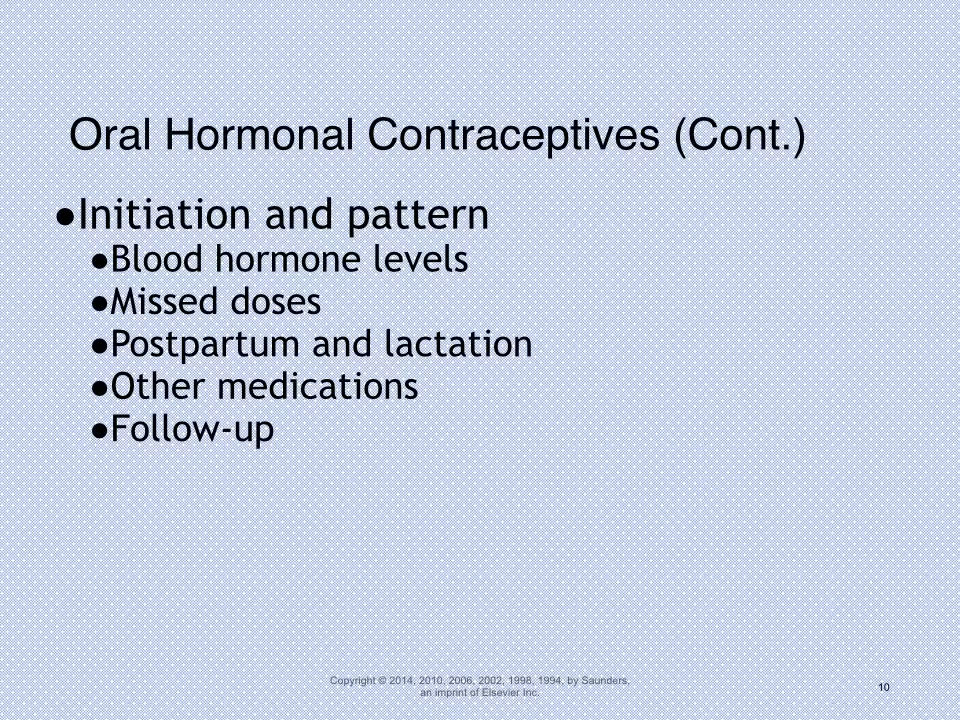 Oral Hormonal Contraceptives (Cont.)
●Initiation and pattern
●Blood hormone levels
●Missed doses
●Postpartum and lactation
●Other medications
●Follow-up
Copyright © 2014, 2010, 2006, 2002, 1998, 1994, by Saunders,
an imprint of Elsevier Inc.
10